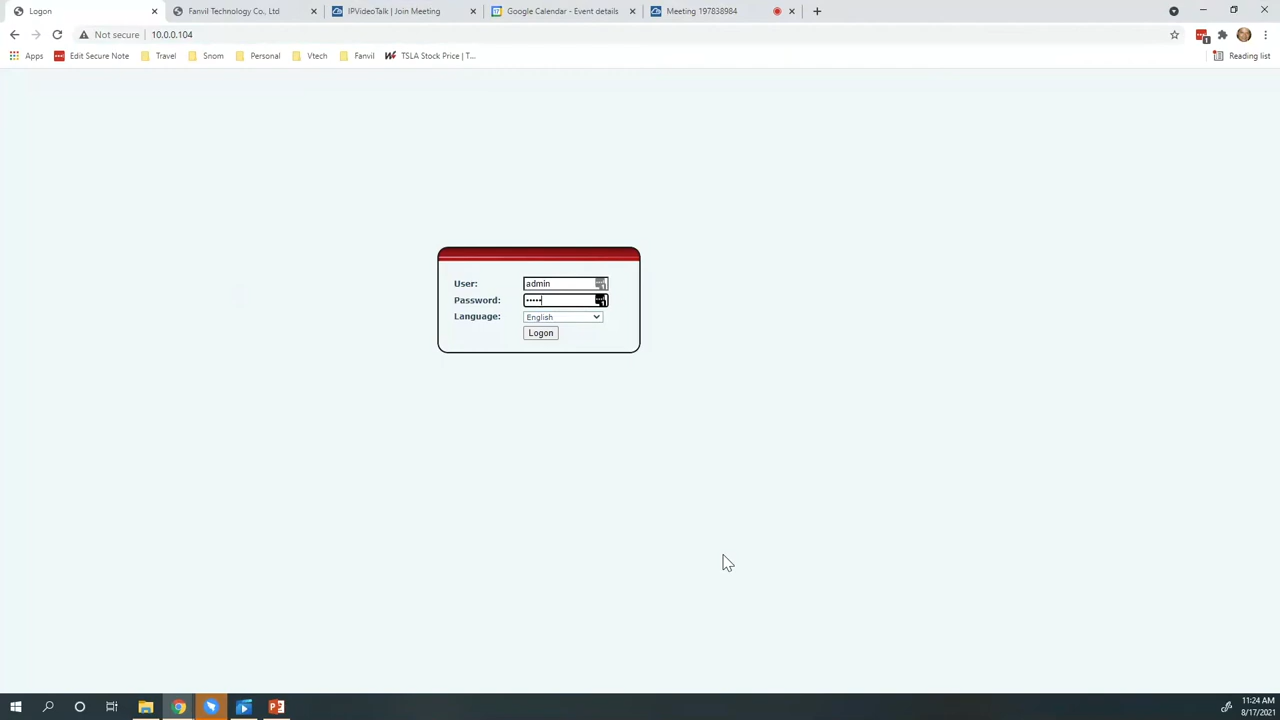 Logon
Fanvil Technology Co., Ltd
IPVideoTalk | Join Meeting
Google Calendar - Event details
Meeting 197838984
Not secure
10.0.0.104
Apps
Edit Secure Note
Travel
Snom
Personal
Vtech
Fanvil
TSLA Stock Price | T...
Reading list
User:
admin
Password:
•••••
Language:
English
Logon
11:24 AM
8/17/2021